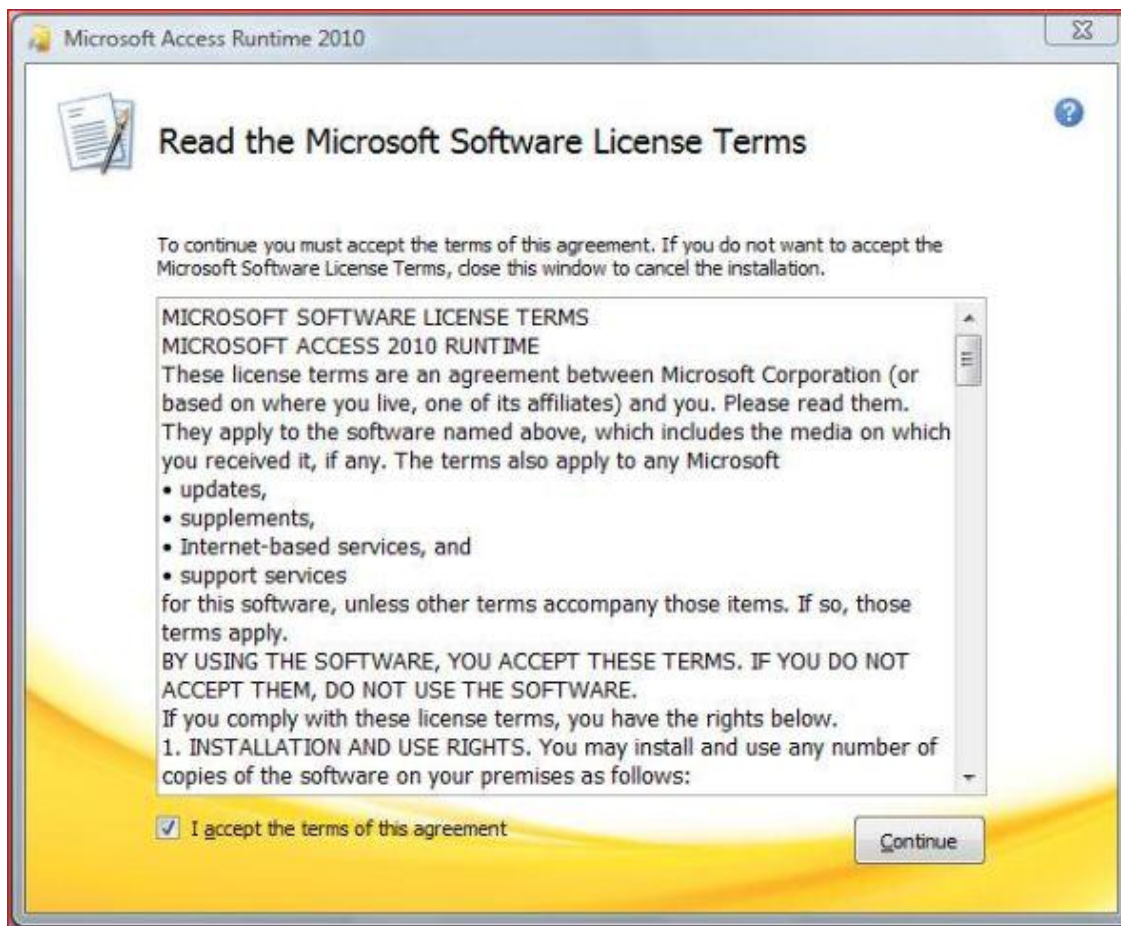 Microsoft Access Runtime 2010
Read the Microsoft Software License Terms
To continue you must accept the terms of this agreement. If you do not want to accept the
Microsoft Software License Terms, close this window to cancel the installation.
MICROSOFT SOFTWARE LICENSE TERMS
MICROSOFT ACCESS 2010 RUNTIME
These license terms are an agreement between Microsoft Corporation (or
based on where you live, one of its affiliates) and you. Please read them.
They apply to the software named above, which includes the media on which
you received it, if any. The terms also apply to any Microsoft
• updates,
• supplements,
• Internet-based services, and
• support services
for this software, unless other terms accompany those items. If so, those
terms apply.
BY USING THE SOFTWARE, YOU ACCEPT THESE TERMS. IF YOU DO NOT
ACCEPT THEM, DO NOT USE THE SOFTWARE.
If you comply with these license terms, you have the rights below.
1. INSTALLATION AND USE RIGHTS. You may install and use any number of
copies of the software on your premises as follows:
I accept the terms of this agreement
Continue